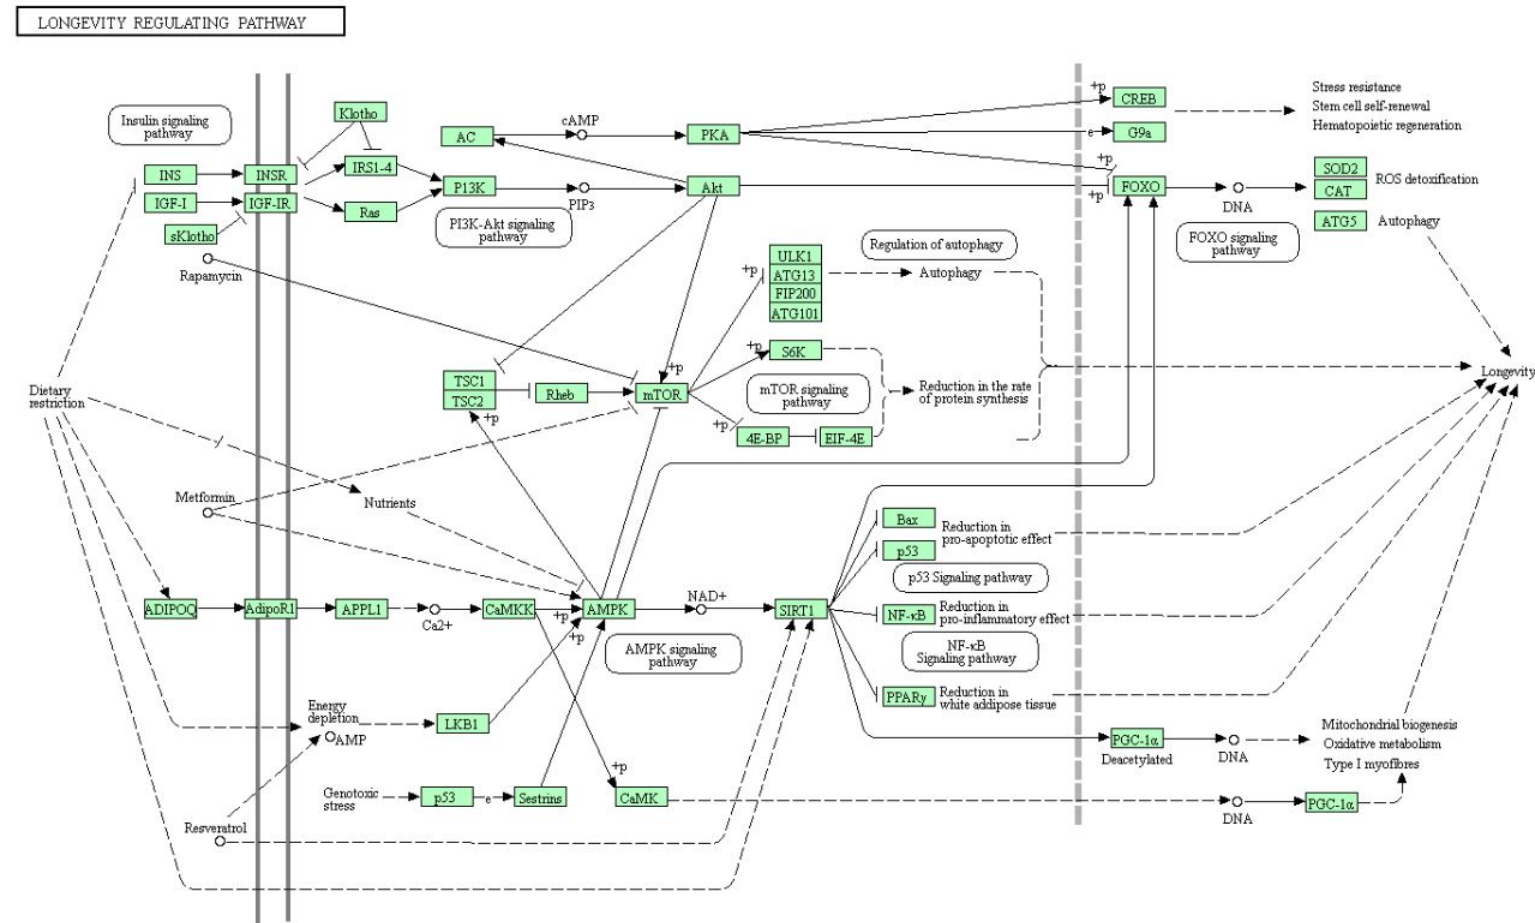 LONGEVITY REGULATING PATHWAY
Insulin signaling
pathway
Klotho
AC
cAMP
PKA
+p
CREB
Stress resistance
Stem cell self-renewal
Hematopoietic regeneration
e
G9a
INS
INSR
IRS1-4
IGF-I
IGF-IR
Ras
P13K
PIP3
Akt
+p
+p
FOXO
DNA
SOD2
CAT
ROS detoxification
ATG5
Autophagy
sKlotho
PI3K-Akt signaling
pathway
FOXO signaling
pathway
Rapamycin
Regulation of autophagy
+p
ULK1
ATG13
FIP200
ATG101
Autophagy
+p
S6K
Dietary
restriction
TSC1
TSC2
+p
Rheb
+p
mTOR
mTOR signaling
pathway
Reduction in the rate
of protein synthesis
Longevity
+p
4E-BP
EIF-4E
Metformin
Nutrients
Bax
p53
Reduction in
pro-apoptotic effect
p53 Signaling pathway
ADIPOQ
AdipoR1
APPL1
Ca2+
CaMKK
+p
+p
AMPK
NAD+
SIRT1
NF-κB
Reduction in
pro-inflammatory effect
AMPK signaling
pathway
NF-κB
Signaling pathway
PPARγ
Reduction in
white adipose tissue
Energy
depletion
AMP
LKB1
PGC-1α
Deacetylated
DNA
Mitochondrial biogenesis
Oxidative metabolism
Type I myofibres
Genotoxic
stress
p53
e
Sestrins
+p
CaMK
DNA
PGC-1α
Resveratrol